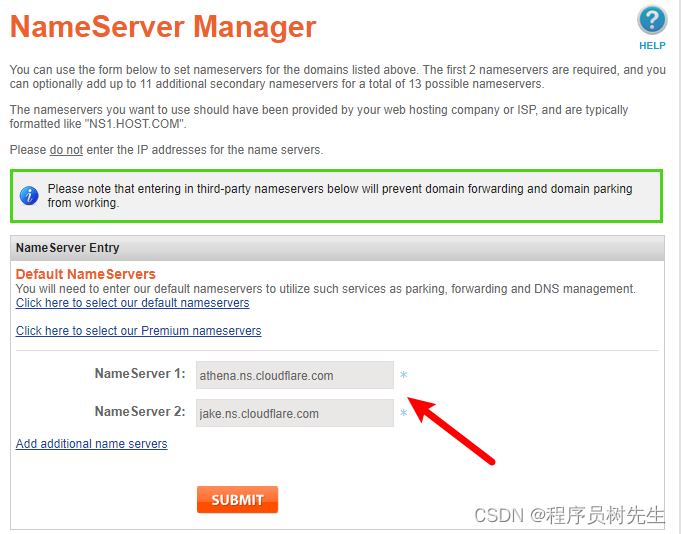 NameServer Manager
HELP
You can use the form below to set nameservers for the domains listed above. The first 2 nameservers are required, and you
can optionally add up to 11 additional secondary nameservers for a total of 13 possible nameservers.
The nameservers you want to use should have been provided by your web hosting company or ISP, and are typically
formatted like "NS1.HOST.COM".
Please do not enter the IP addresses for the name servers.
Please note that entering in third-party nameservers below will prevent domain forwarding and domain parking
from working.
NameServer Entry
Default NameServers
You will need to enter our default nameservers to utilize such services as parking, forwarding and DNS management.
Click here to select our default nameservers
Click here to select our Premium nameservers
NameServer 1: athena.ns.cloudflare.com *
NameServer 2: jake.ns.cloudflare.com *
Add additional name servers
SUBMIT
CSDN @程序员树先生